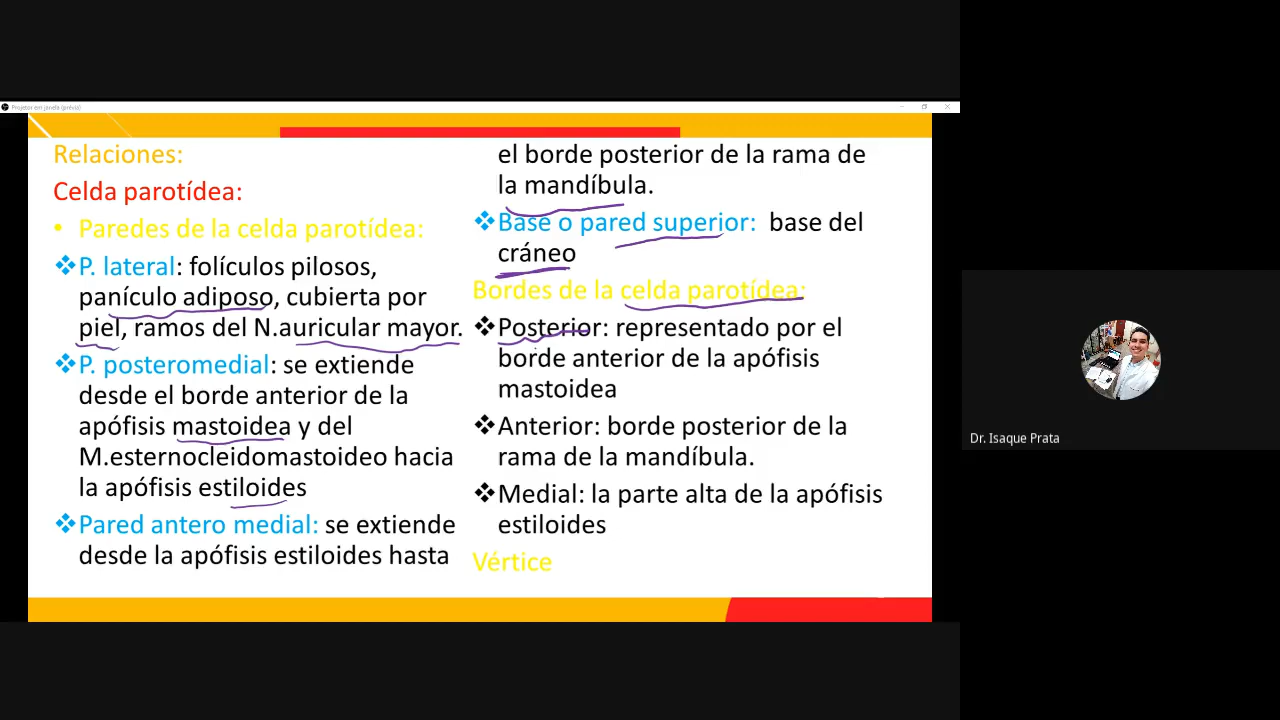 Projetor em janela (prévia)
Relaciones:
Celda parotídea:
• Paredes de la celda parotídea:
❖P. lateral: folículos pilosos,
panículo adiposo, cubierta por
piel, ramos del N.auricular mayor.
❖P. posteromedial: se extiende
desde el borde anterior de la
apófisis mastoidea y del
M.esternocleidomastoideo hacia
la apófisis estiloides
❖Pared antero medial: se extiende
desde la apófisis estiloides hasta
el borde posterior de la rama de
la mandíbula.
❖Base o pared superior: base del
cráneo
Bordes de la celda parotídea:
❖Posterior: representado por el
borde anterior de la apófisis
mastoidea
❖Anterior: borde posterior de la
rama de la mandíbula.
❖Medial: la parte alta de la apófisis
estiloides
Vértice
Dr. Isaque Prata